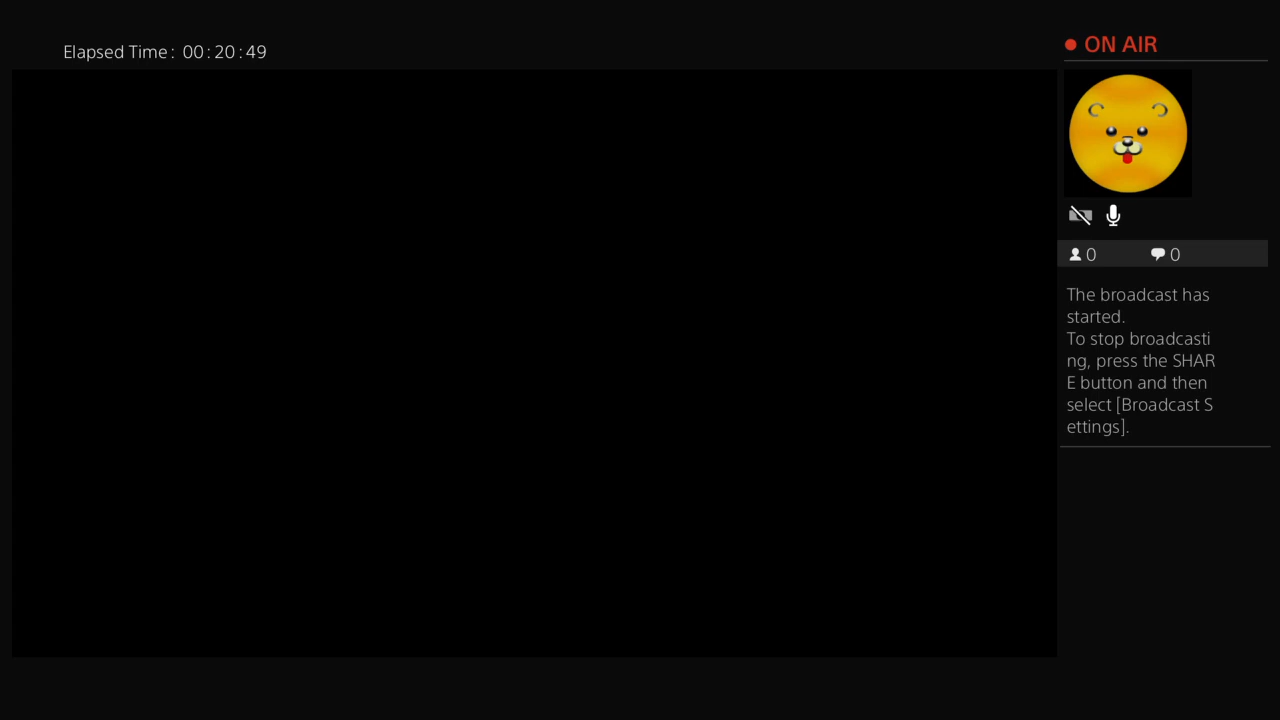 Elapsed Time: 00:20:49
ON AIR
0 0
The broadcast has
started.
To stop broadcasti
ng, press the SHAR
E button and then
select [Broadcast S
ettings].